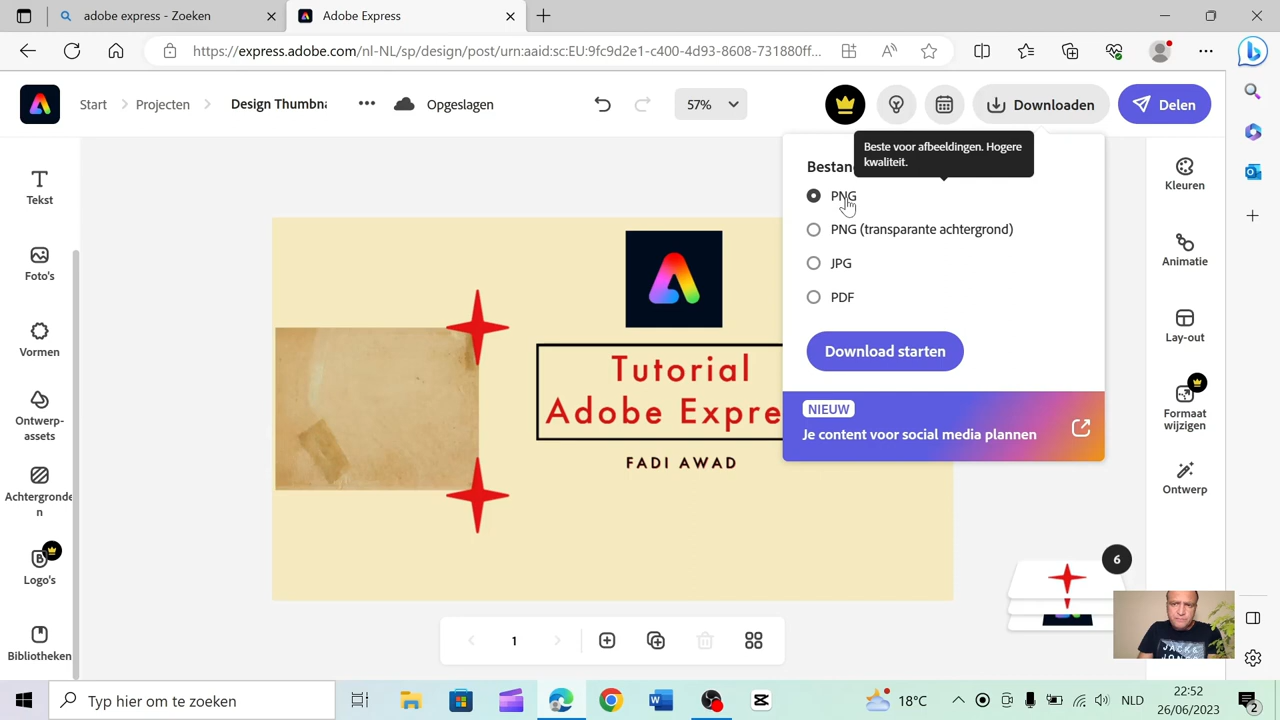 adobe express - Zoeken
Adobe Express
https://express.adobe.com/nl-NL/sp/design/post/urn:aaid:sc:EU:9fc9d2e1-c400-4d93-8608-731880ff...
Start
Projecten
Design Thumbna
Opgeslagen
57%
Downloaden
Delen
Beste voor afbeeldingen. Hogere
kwaliteit.
Bestan
PNG
PNG (transparante achtergrond)
JPG
PDF
Download starten
NIEUW
Je content voor social media plannen
Tekst
Foto's
Vormen
Ontwerp-
assets
Achtergronde
n
Logo's
Bibliotheken
Tutorial
Adobe Expre
FADI AWAD
Kleuren
Animatie
Lay-out
Formaat
wijzigen
Ontwerp
6
1
JACK &
JONES
Typ hier om te zoeken
18°C
NLD
22:52
26/06/2023
2